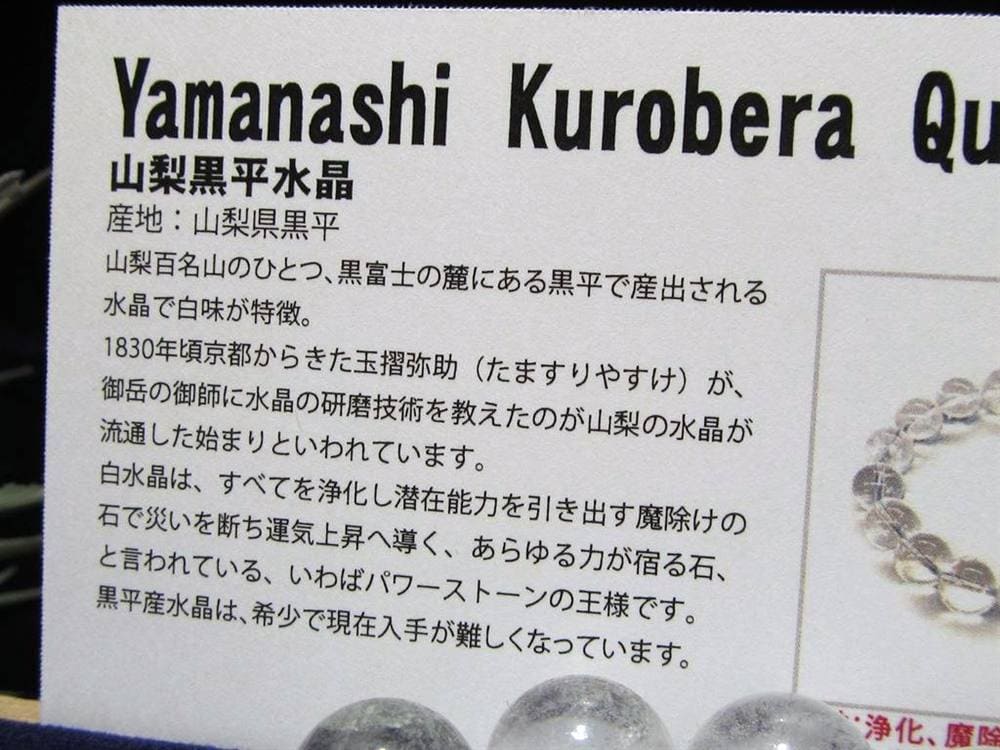 Yamanashi Kurobera Qu
山梨黒平水晶
産地：山梨県黒平
山梨百名山のひとつ、黒富士の麓にある黒平で産出される
水晶で白味が特徴。
1830年頃京都からきた玉摺弥助（たますりやすけ）が、
御岳の御師に水晶の研磨技術を教えたのが山梨の水晶が
流通した始まりといわれています。
白水晶は、すべてを浄化し潜在能力を引き出す魔除けの
石で災いを断ち運気上昇へ導く、あらゆる力が宿る石、
と言われている、いわばパワーストーンの王様です。
黒平産水晶は、希少で現在入手が難しくなっています。
：浄化、魔除